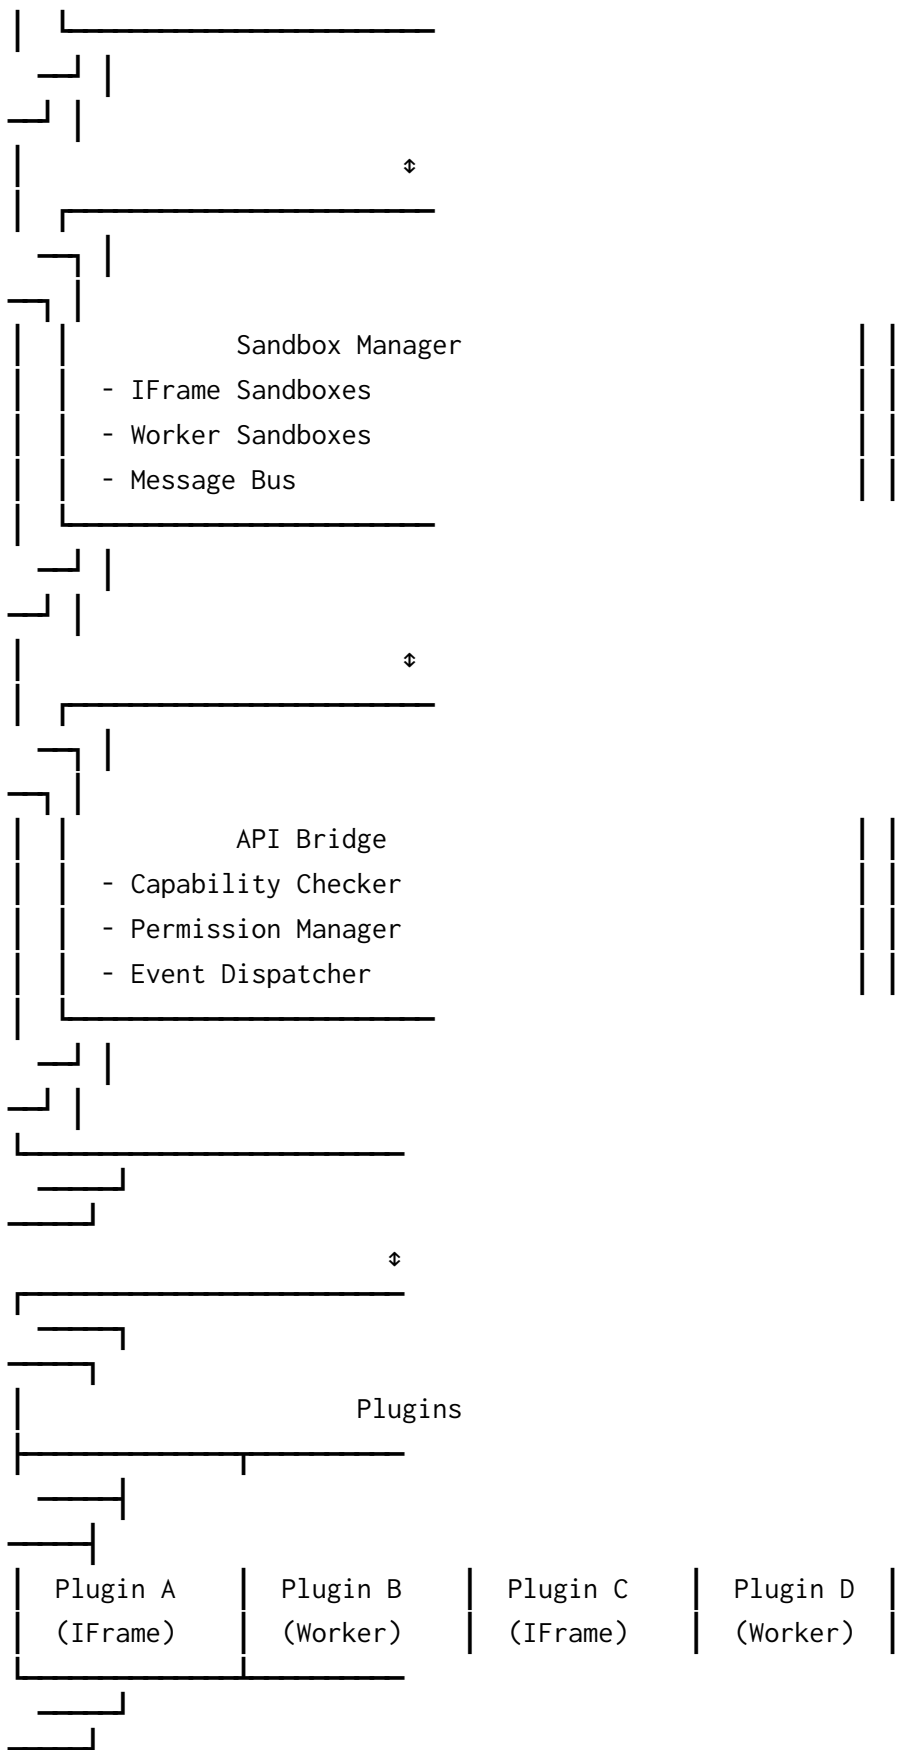 Sandbox Manager
- IFrame Sandboxes
- Worker Sandboxes
- Message Bus
API Bridge
- Capability Checker
- Permission Manager
- Event Dispatcher
Plugins
Plugin A Plugin B Plugin C Plugin D
(IFrame) (Worker) (IFrame) (Worker)